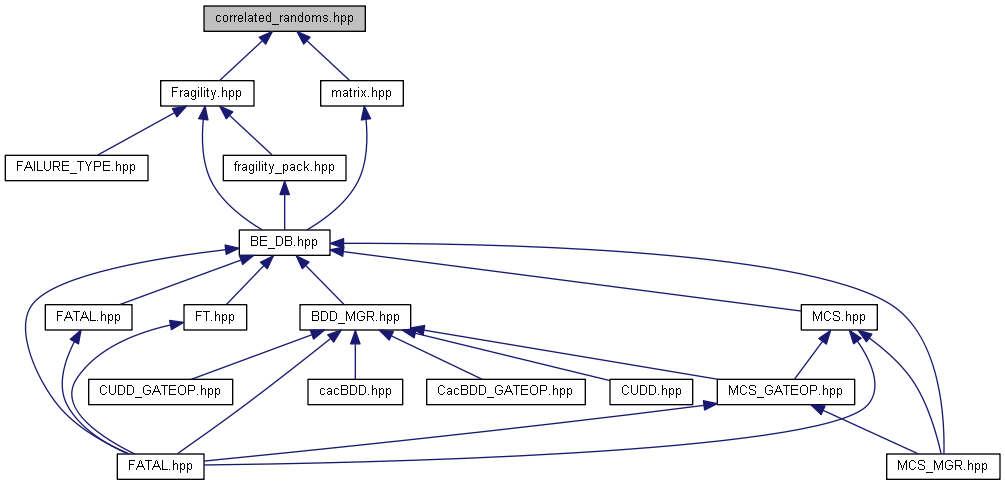 correlated_randoms.hpp
Fragility.hpp
matrix.hpp
FAILURE_TYPE.hpp
fragility_pack.hpp
BE_DB.hpp
FATAL.hpp
FT.hpp
BDD_MGR.hpp
MCS.hpp
CUDD_GATEOP.hpp
cacBDD.hpp
CacBDD_GATEOP.hpp
CUDD.hpp
MCS_GATEOP.hpp
FATAL.hpp
MCS_MGR.hpp